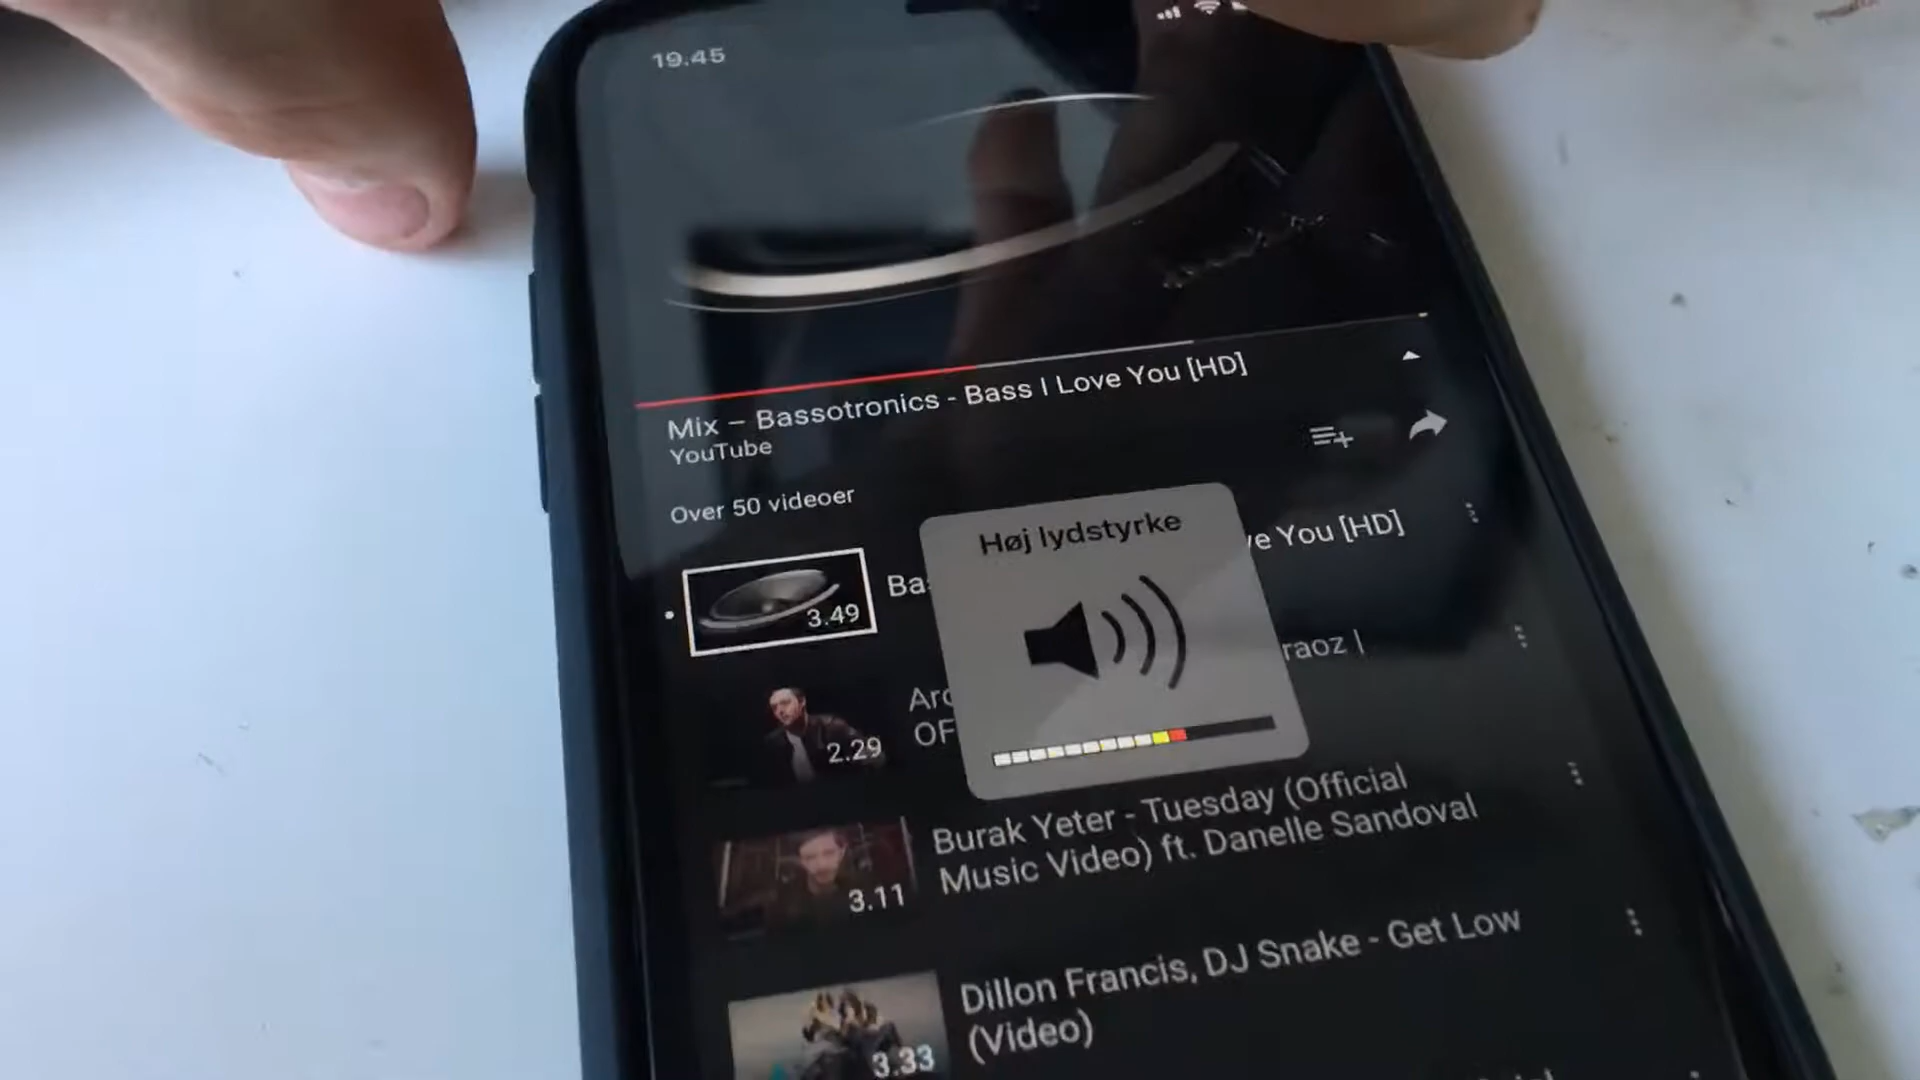 19.45
Mix – Bassotronics - Bass I Love You [HD]
YouTube
Over 50 videoer
Høj lydstyrke
You [HD]
3.49
2.29
Burak Yeter - Tuesday (Official
Music Video) ft. Danelle Sandoval
3.11
Dillon Francis, DJ Snake - Get Low
(Video)
3.33